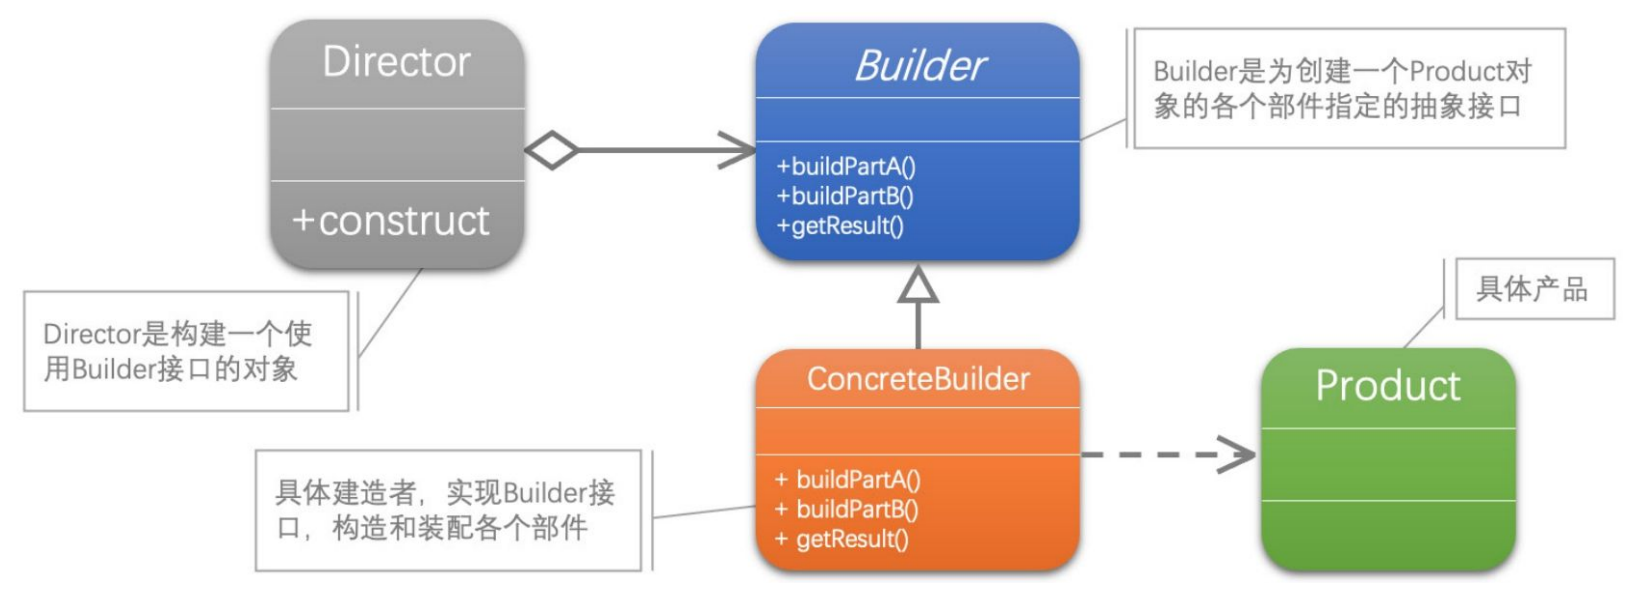 Director
+construct
Director是构建一个使
用Builder接口的对象
Builder
+buildPartA()
+buildPartB()
+getResult()
Builder是为创建一个Product对
象的各个部件指定的抽象接口
ConcreteBuilder
+ buildPartA()
+ buildPartB()
+ getResult()
具体建造者，实现Builder接
口，构造和装配各个部件
Product
具体产品